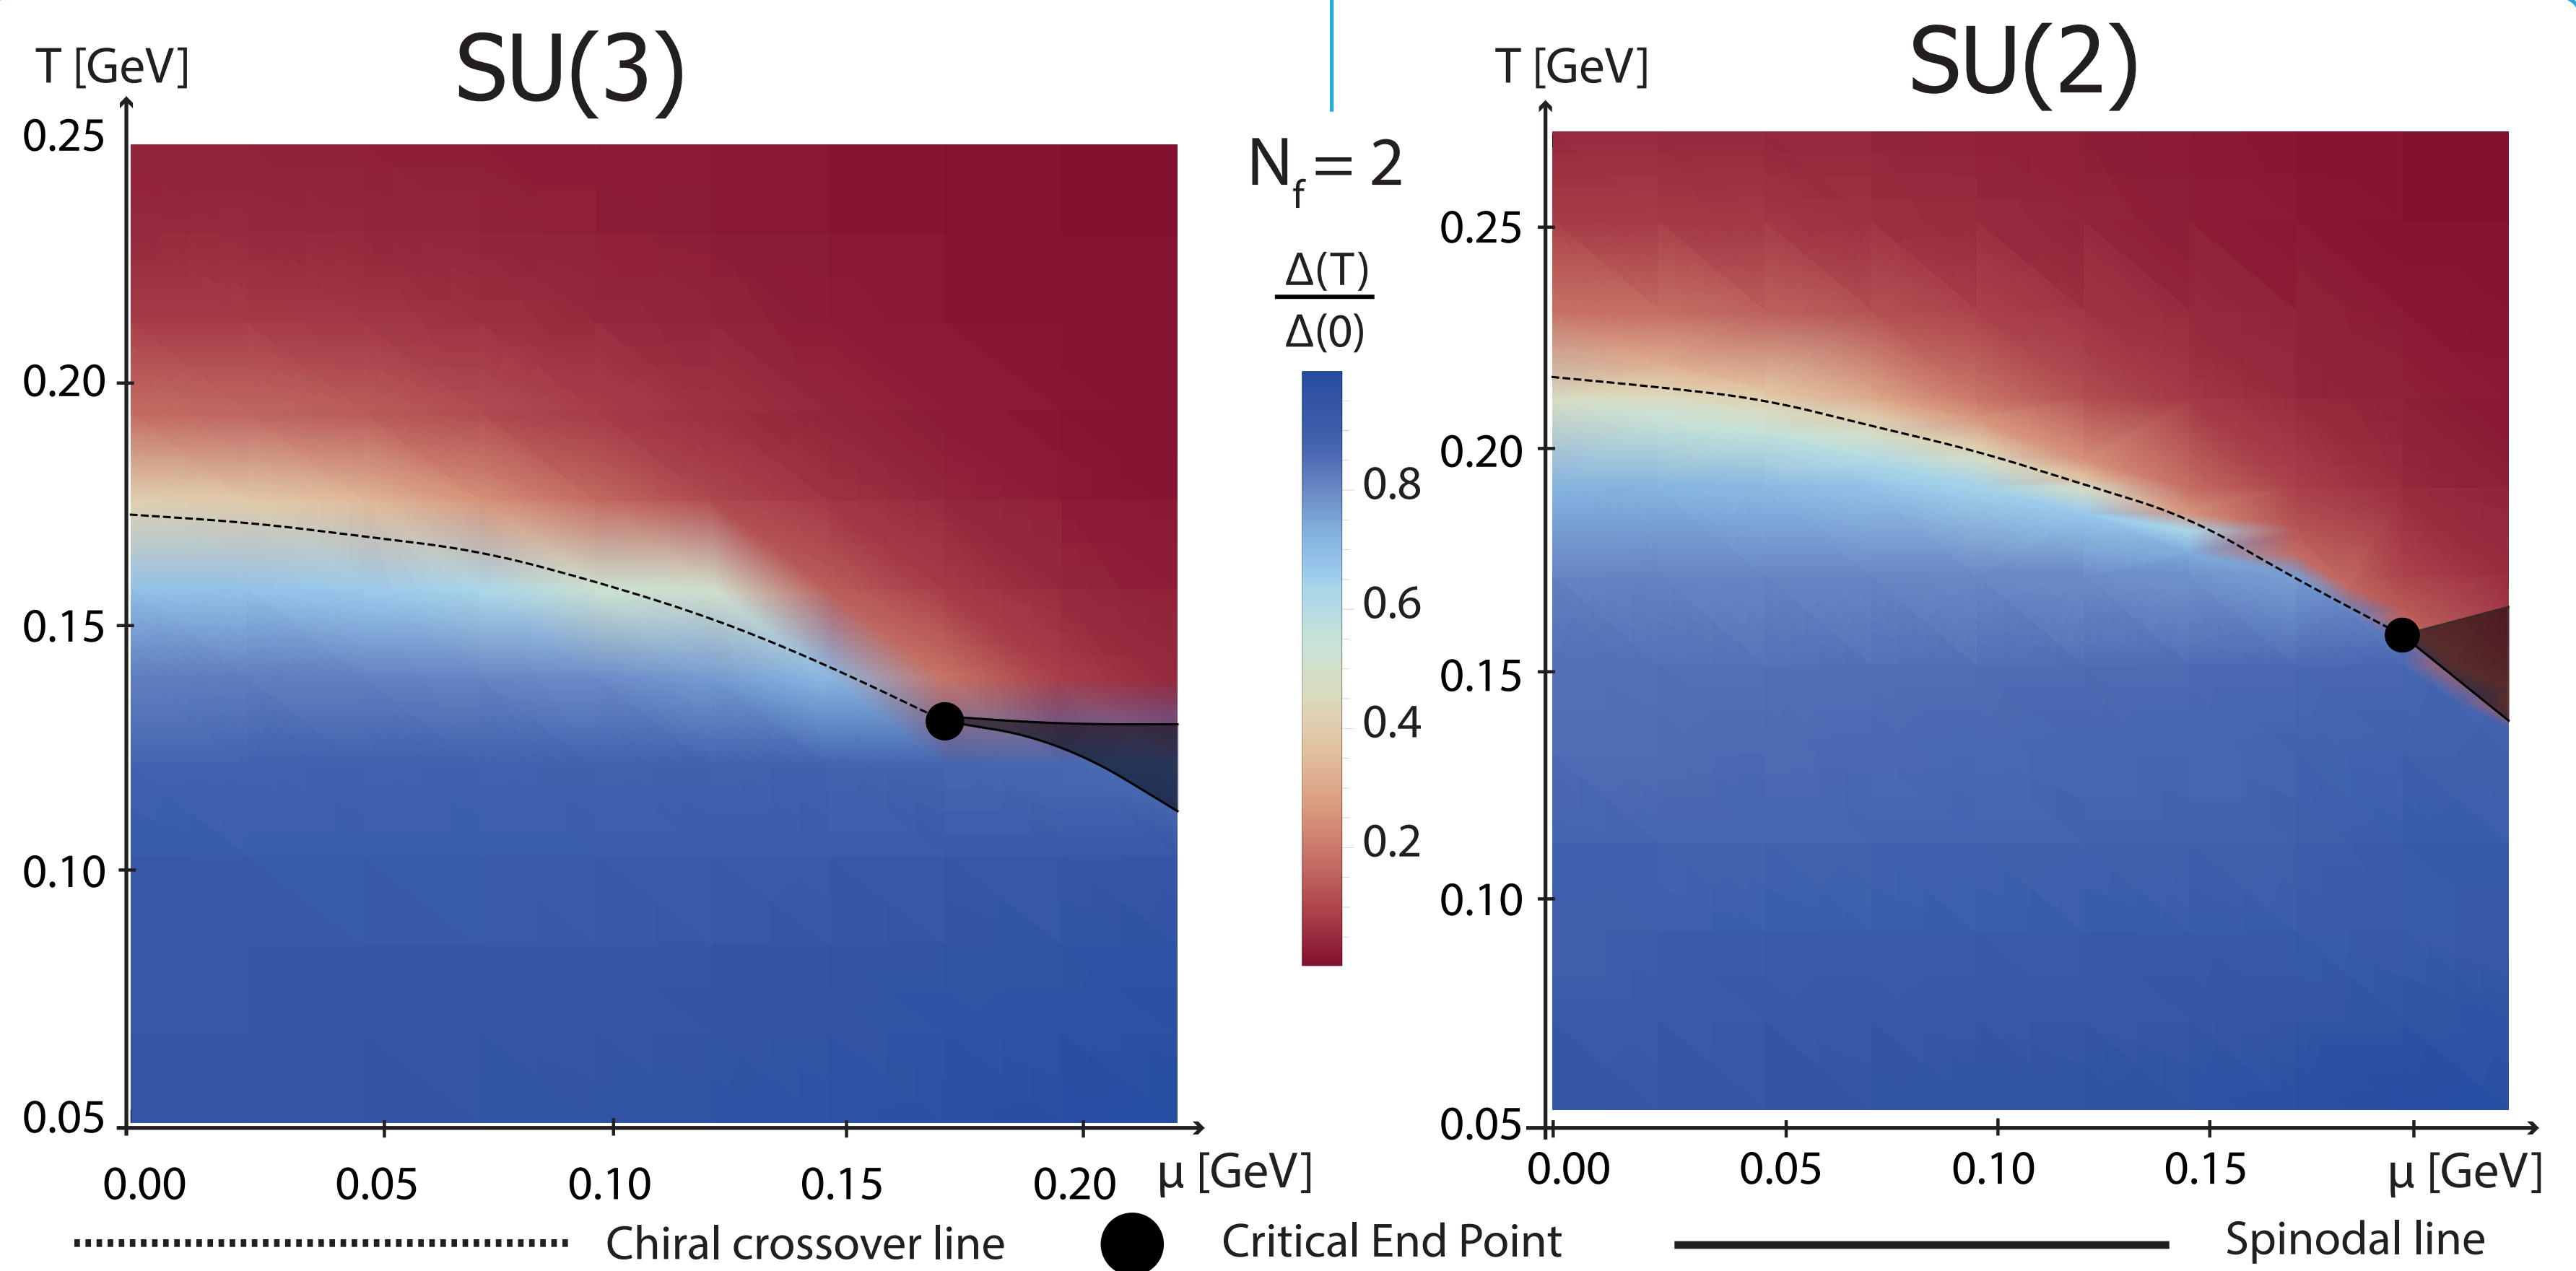 SU(3)
T [GeV]
0.25
0.20
0.15
0.10
0.05
0.00 0.05 0.10 0.15 0.20 μ [GeV]
N_f = 2
Δ(T)
Δ(0)
0.8
0.6
0.4
0.2
SU(2)
T [GeV]
0.25
0.20
0.15
0.10
0.05
0.00 0.05 0.10 0.15 μ [GeV]
Chiral crossover line Critical End Point Spinodal line